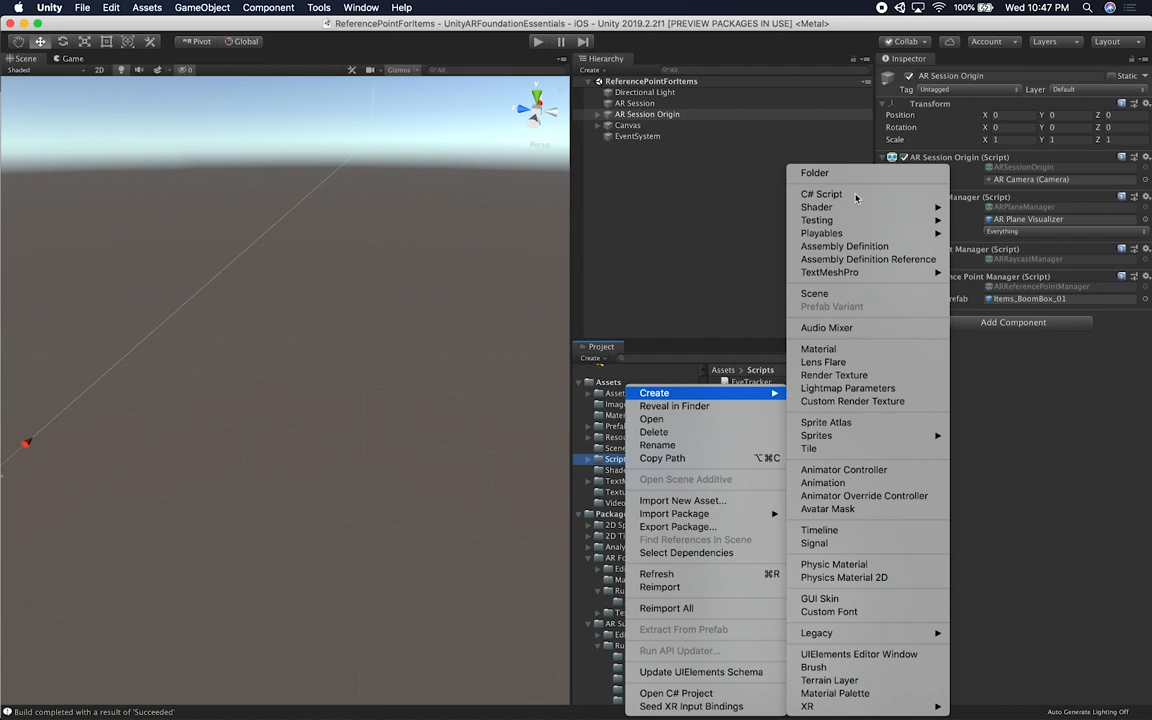 Unity File Edit Assets GameObject Component Tools Window Help
100% Wed 10:47 PM
ReferencePointForItems - UnityARFoundationEssentials - iOS - Unity 2019.2.2f1 [PREVIEW PACKAGES IN USE] <Metal>
Pivot Global
Collab Account Layers Layout
Scene Game
Shaded 2D 0 Gizmos All
y
z
Persp
Hierarchy
Create All
ReferencePointForItems
Directional Light
AR Session
AR Session Origin
Canvas
EventSystem
Inspector
AR Session Origin Static
Tag Untagged Layer Default
Transform
Position X 0 Y 0 Z 0
Rotation X 0 Y 0 Z 0
Scale X 1 Y 1 Z 1
AR Session Origin (Script)
ARSessionOrigin
AR Camera (Camera)
Manager (Script)
ARPlaneManager
AR Plane Visualizer
Everything
t Manager (Script)
ARRaycastManager
nce Point Manager (Script)
ARReferencePointManager
refab Items_BoomBox_01
Add Component
Project
Create
Assets
Asset
Image
Mater
Prefal
Resou
Scene
Script
Shade
TextM
Textu
Video
Packag
2D Sp
2D Ti
Analy
AR Fo
Edi
Ma
Ru
Te
AR Su
Edi
Ru
Assets > Scripts
EyeTracker
Create
Reveal in Finder
Open
Delete
Rename
Copy Path ⌥⌘C
Open Scene Additive
Import New Asset...
Import Package
Export Package...
Find References In Scene
Select Dependencies
Refresh ⌘R
Reimport
Reimport All
Extract From Prefab
Run API Updater...
Update UIElements Schema
Open C# Project
Seed XR Input Bindings
Folder
C# Script
Shader
Testing
Playables
Assembly Definition
Assembly Definition Reference
TextMeshPro
Scene
Prefab Variant
Audio Mixer
Material
Lens Flare
Render Texture
Lightmap Parameters
Custom Render Texture
Sprite Atlas
Sprites
Tile
Animator Controller
Animation
Animator Override Controller
Avatar Mask
Timeline
Signal
Physic Material
Physics Material 2D
GUI Skin
Custom Font
Legacy
UIElements Editor Window
Brush
Terrain Layer
Material Palette
XR
Build completed with a result of 'Succeeded'
Auto Generate Lighting Off